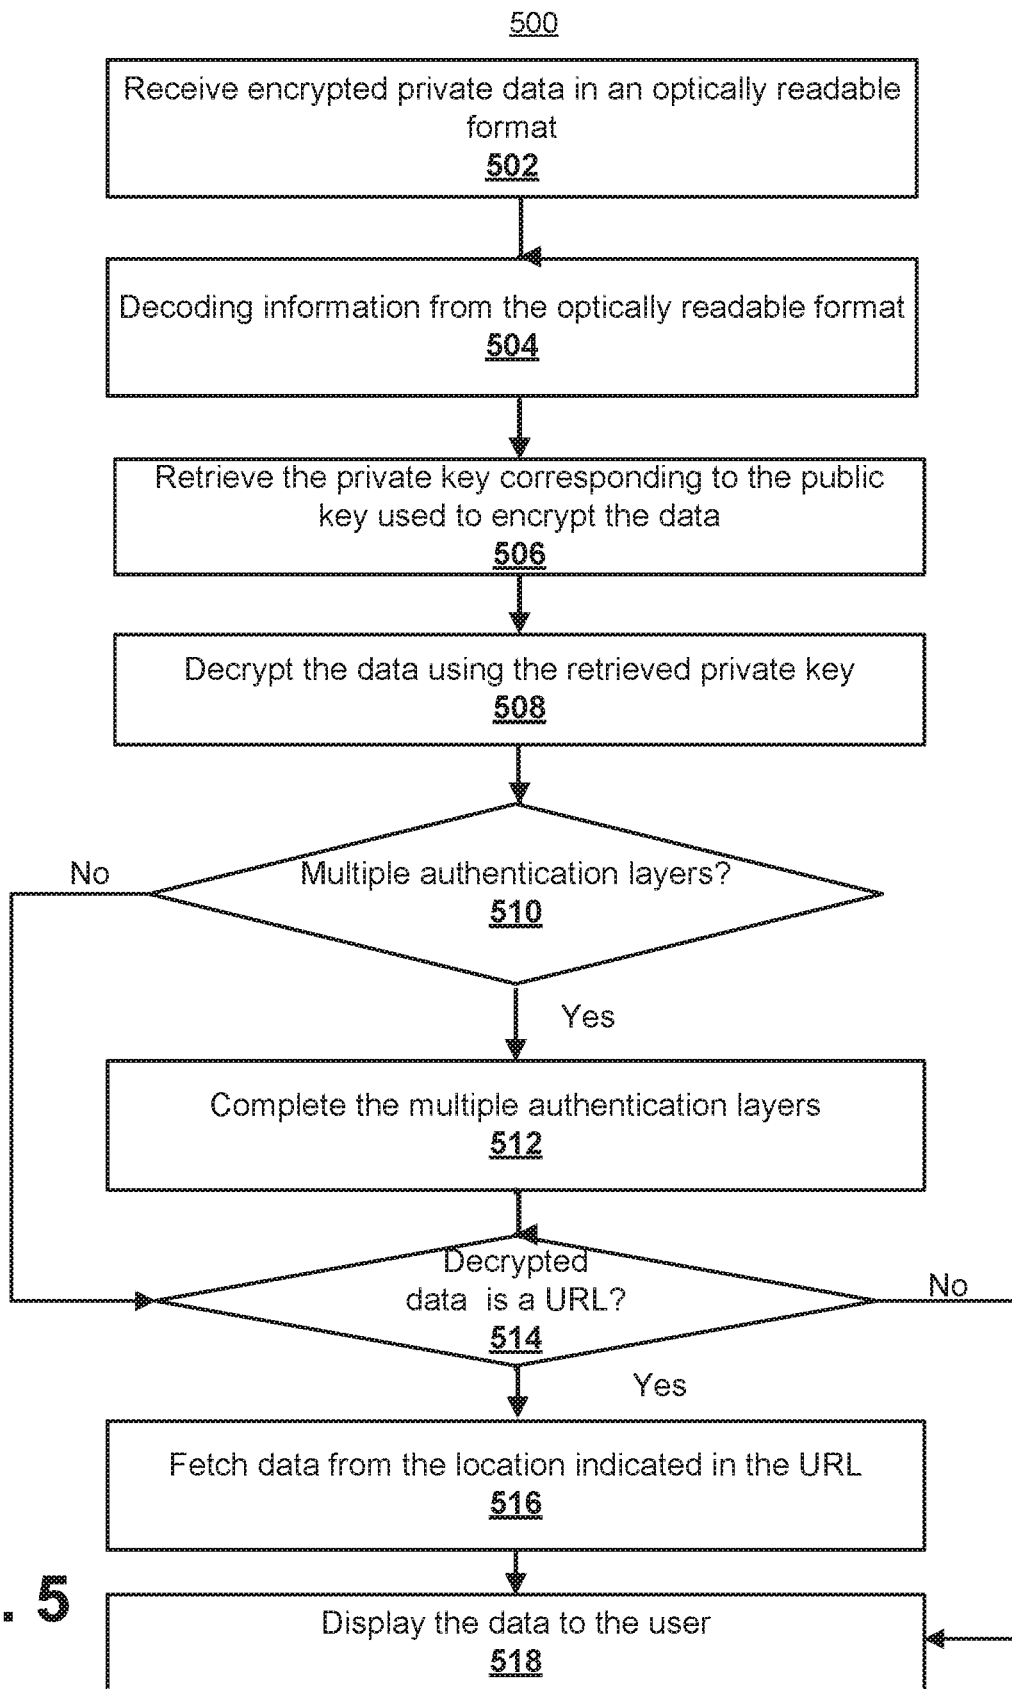 500
Receive encrypted private data in an optically readable
format
502
Decoding information from the optically readable format
504
Retrieve the private key corresponding to the public
key used to encrypt the data
506
Decrypt the data using the retrieved private key
508
No
Multiple authentication layers?
510
Yes
Complete the multiple authentication layers
512
Decrypted
data is a URL?
514
No
Yes
Fetch data from the location indicated in the URL
516
. 5
Display the data to the user
518